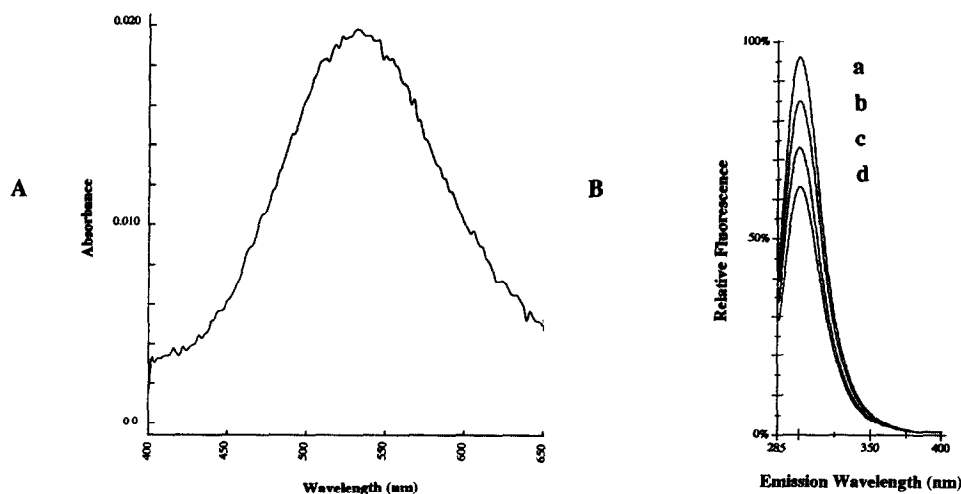 A
Absorbance
0.020
0.010
0.0
400
450
500
550
600
650
Wavelength (nm)
B
Relative Fluorescence
100%
50%
0%
a
b
c
d
285
350
400
Emission Wavelength (nm)